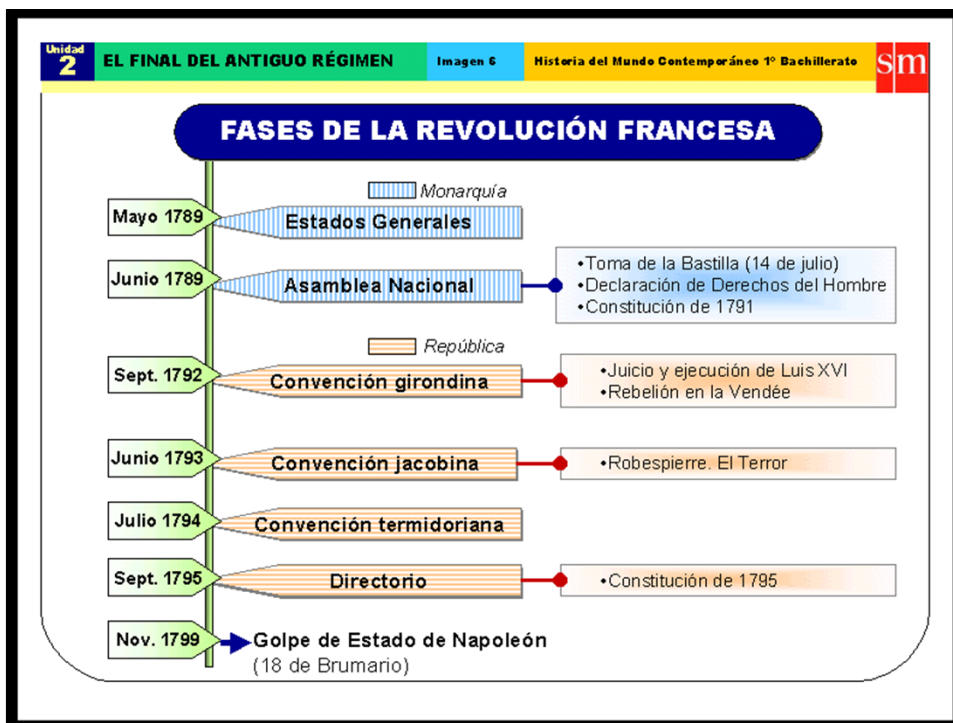 Unidad
2
EL FINAL DEL ANTIGUO RÉGIMEN
Imagen 6
Historia del Mundo Contemporáneo 1º Bachillerato
sm
FASES DE LA REVOLUCIÓN FRANCESA
Monarquía
Mayo 1789
Estados Generales
Junio 1789
Asamblea Nacional
•Toma de la Bastilla (14 de julio)
•Declaración de Derechos del Hombre
•Constitución de 1791
República
Sept. 1792
Convención girondina
•Juicio y ejecución de Luis XVI
•Rebelión en la Vendée
Junio 1793
Convención jacobina
•Robespierre. El Terror
Julio 1794
Convención termidoriana
Sept. 1795
Directorio
•Constitución de 1795
Nov. 1799
Golpe de Estado de Napoleón
(18 de Brumario)